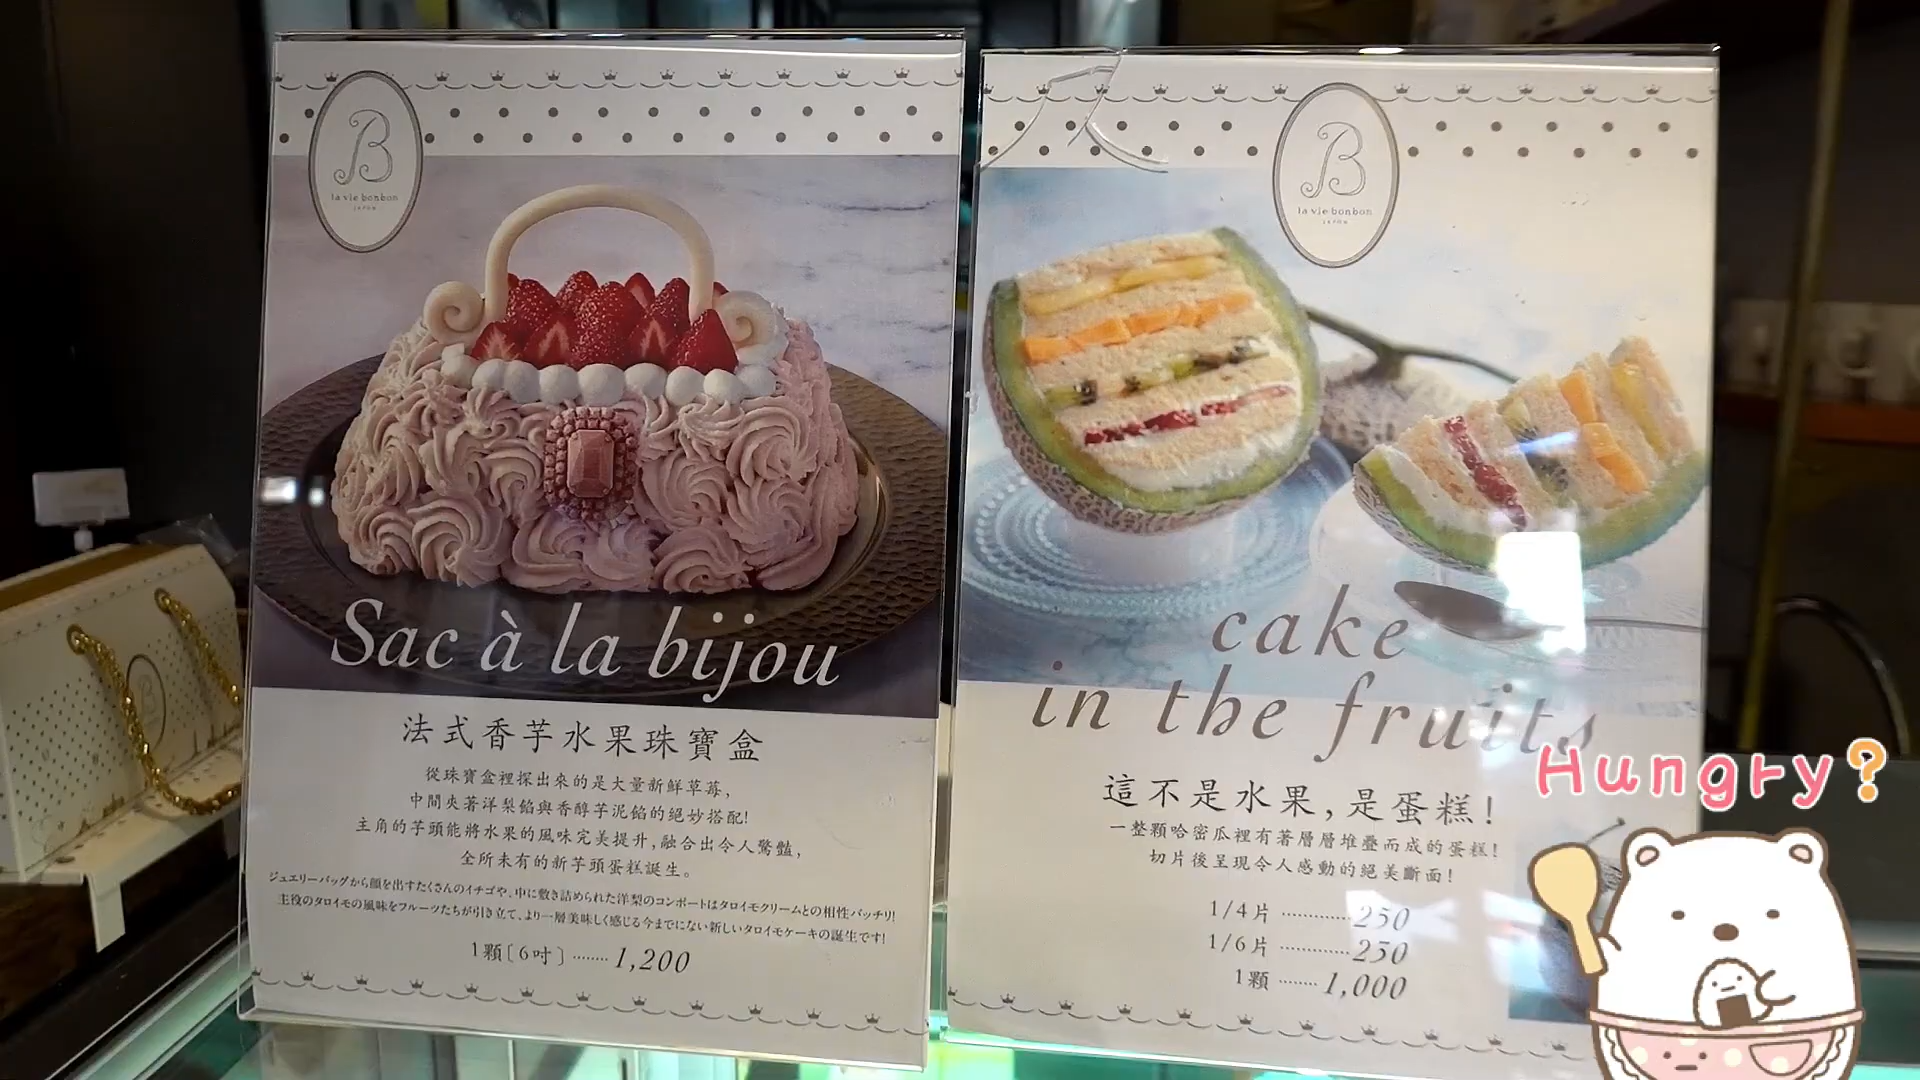 B
la vie bonbon
japon
Sac à la bijou
法式香芋水果珠寶盒
從珠寶盒裡探出來的是大量新鮮草莓,
中間夾著洋梨餡與香醇芋泥餡的絕妙搭配!
主角的芋頭能將水果的風味完美提升,融合出令人驚豔,
全所未有的新芋頭蛋糕誕生。
ジュエリーバッグから顔を出すたくさんのイチゴや、中に敷き詰められた洋梨のコンポートはタロイモクリームとの相性バッチリ!
主役のタロイモの風味をフルーツたちが引き立て、より一層美味しく感じる今までにない新しいタロイモケーキの誕生です!
1顆[6吋]········1,200
B
la vie bonbon
japon
cake
in the fruits
這不是水果,是蛋糕!
一整顆哈密瓜裡有著層層堆疊而成的蛋糕!
切片後呈現令人感動的絕美斷面!
1/4片··············250
1/6片··············230
1顆········1,000
Hungry?